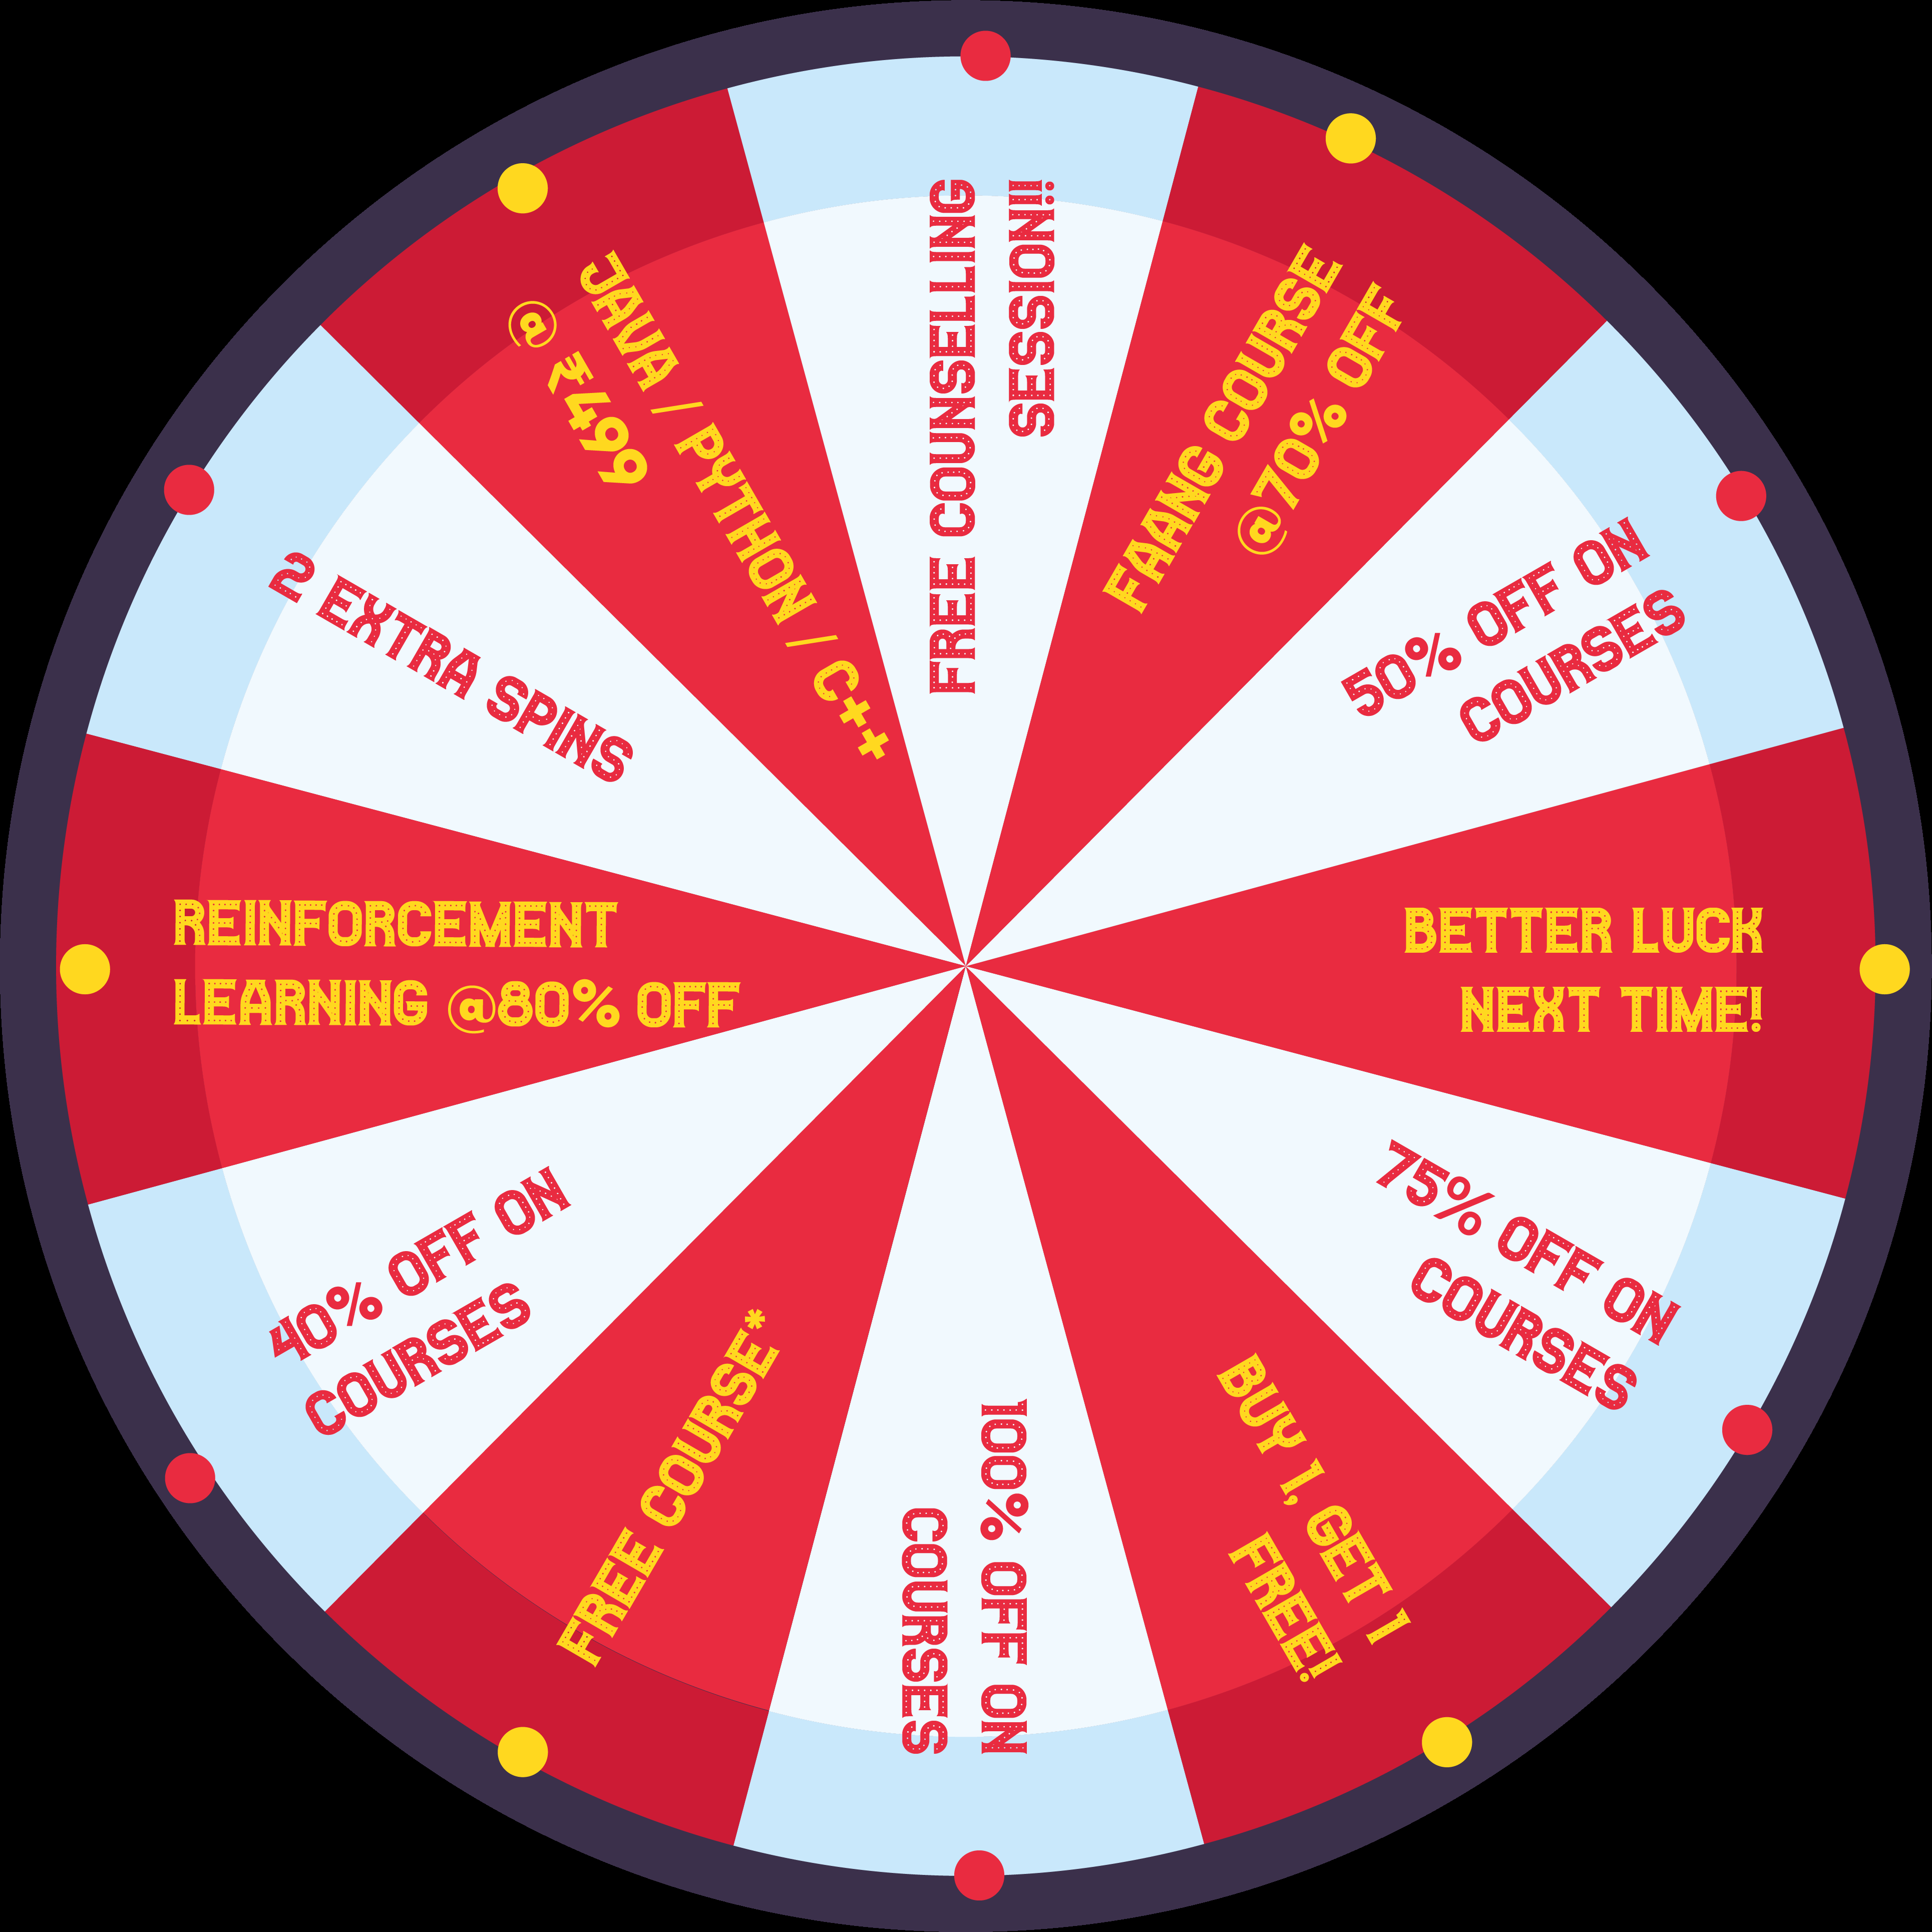 FREE COUNSELLING
SESSION!!
FAANG COURSE
@70% OFF
50% OFF ON
COURSES
BETTER LUCK
NEXT TIME!
75% OFF ON
COURSES
BUY 1, GET 1
FREE!
100% OFF ON
COURSES
FREE COURSE*
40% OFF ON
COURSES
REINFORCEMENT
LEARNING @80% OFF
2 EXTRA SPINS
JAVA / PYTHON / C++
@ ₹499